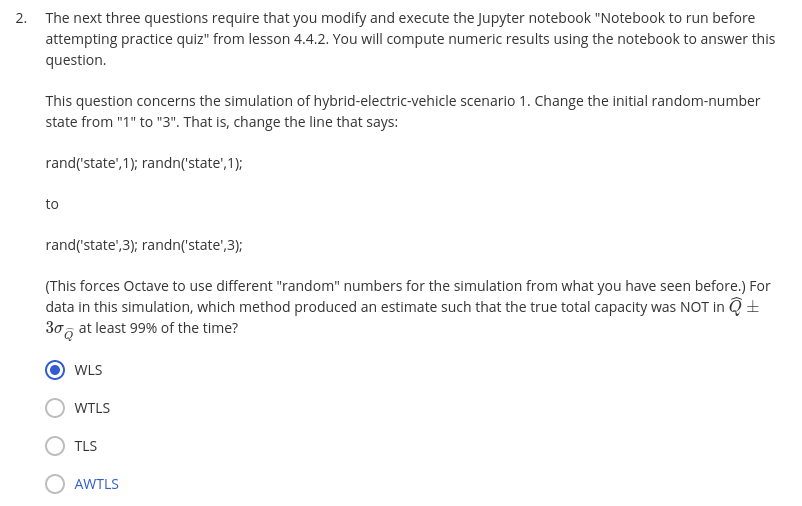 2. The next three questions require that you modify and execute the Jupyter notebook "Notebook to run before
attempting practice quiz" from lesson 4.4.2. You will compute numeric results using the notebook to answer this
question.
This question concerns the simulation of hybrid-electric-vehicle scenario 1. Change the initial random-number
state from "1" to "3". That is, change the line that says:
rand('state',1); randn('state',1);
to
rand('state',3); randn('state',3);
(This forces Octave to use different "random" numbers for the simulation from what you have seen before.) For
data in this simulation, which method produced an estimate such that the true total capacity was NOT in Q̂ ±
3σ_Q̂ at least 99% of the time?
WLS
WTLS
TLS
AWTLS